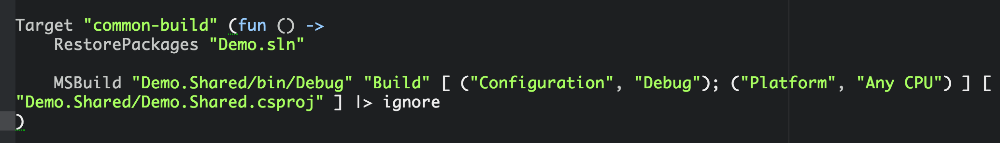 Target "common-build" (fun () ->
    RestorePackages "Demo.sln"

    MSBuild "Demo.Shared/bin/Debug" "Build" [ ("Configuration", "Debug"); ("Platform", "Any CPU") ] [
"Demo.Shared/Demo.Shared.csproj" ] |> ignore
)